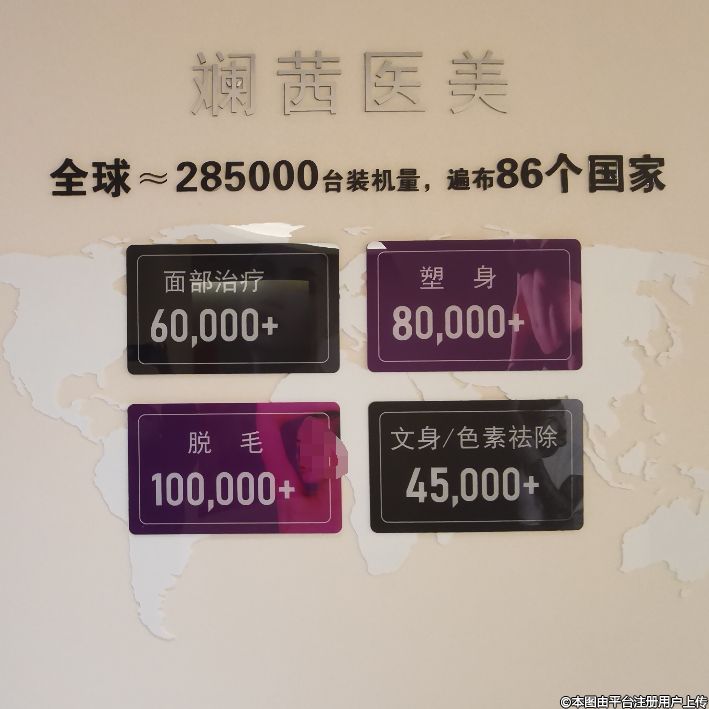 斓茜医美
全球≈285000台装机量，遍布86个国家
面部治疗
60,000+
塑 身
80,000+
脱 毛
100,000+
文身/色素祛除
45,000+
©本图由平台注册用户上传